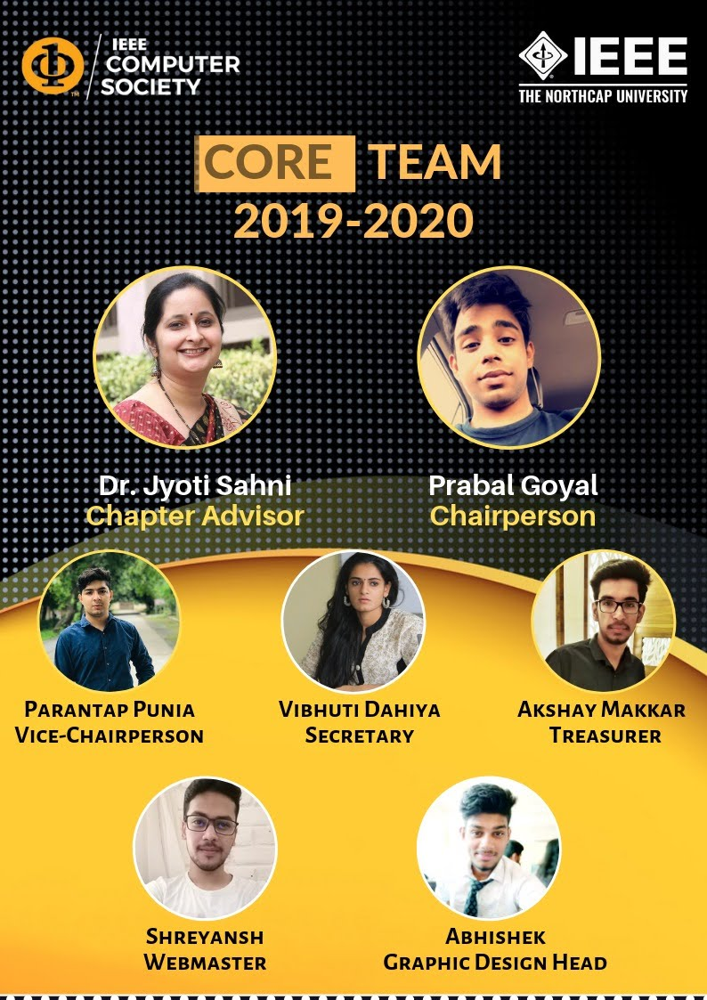 IEEE
COMPUTER
SOCIETY
TM
IEEE
THE NORTHCAP UNIVERSITY
CORE TEAM
2019-2020
Dr. Jyoti Sahni
Chapter Advisor
Prabal Goyal
Chairperson
PARANTAP PUNIA
VICE-CHAIRPERSON
VIBHUTI DAHIYA
SECRETARY
AKSHAY MAKKAR
TREASURER
SHREYANSH
WEBMASTER
ABHISHEK
GRAPHIC DESIGN HEAD